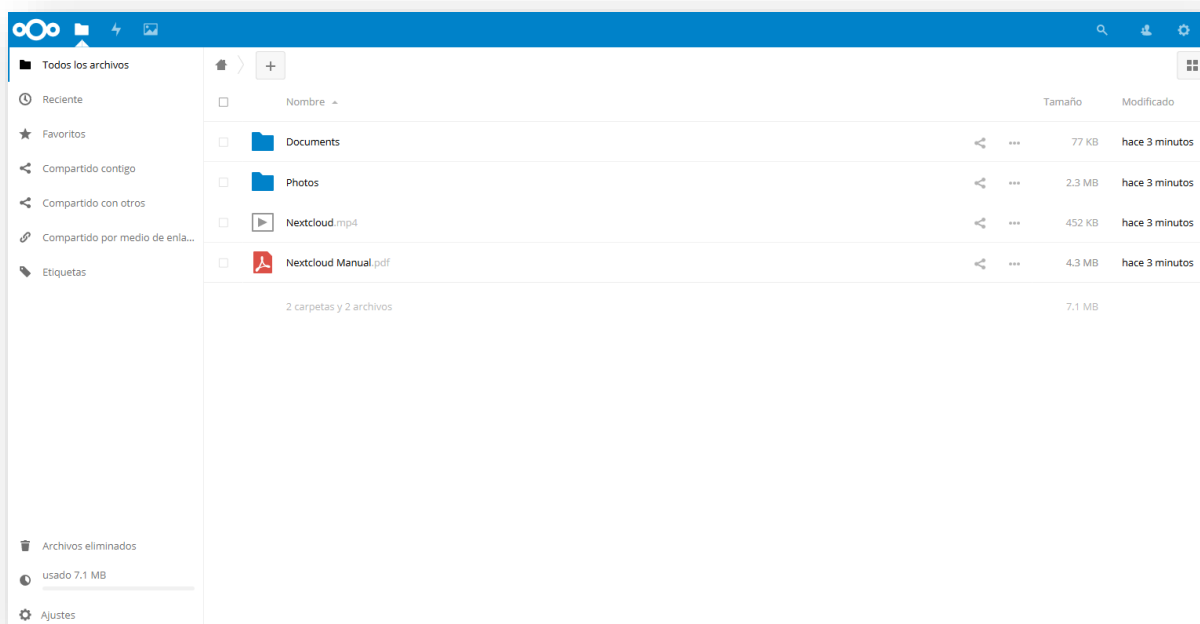 Todos los archivos
Reciente
Favoritos
Compartido contigo
Compartido con otros
Compartido por medio de enla...
Etiquetas
Archivos eliminados
usado 7.1 MB
Ajustes
Nombre Tamaño Modificado
Documents 77 KB hace 3 minutos
Photos 2.3 MB hace 3 minutos
Nextcloud.mp4 452 KB hace 3 minutos
Nextcloud Manual.pdf 4.3 MB hace 3 minutos
2 carpetas y 2 archivos 7.1 MB